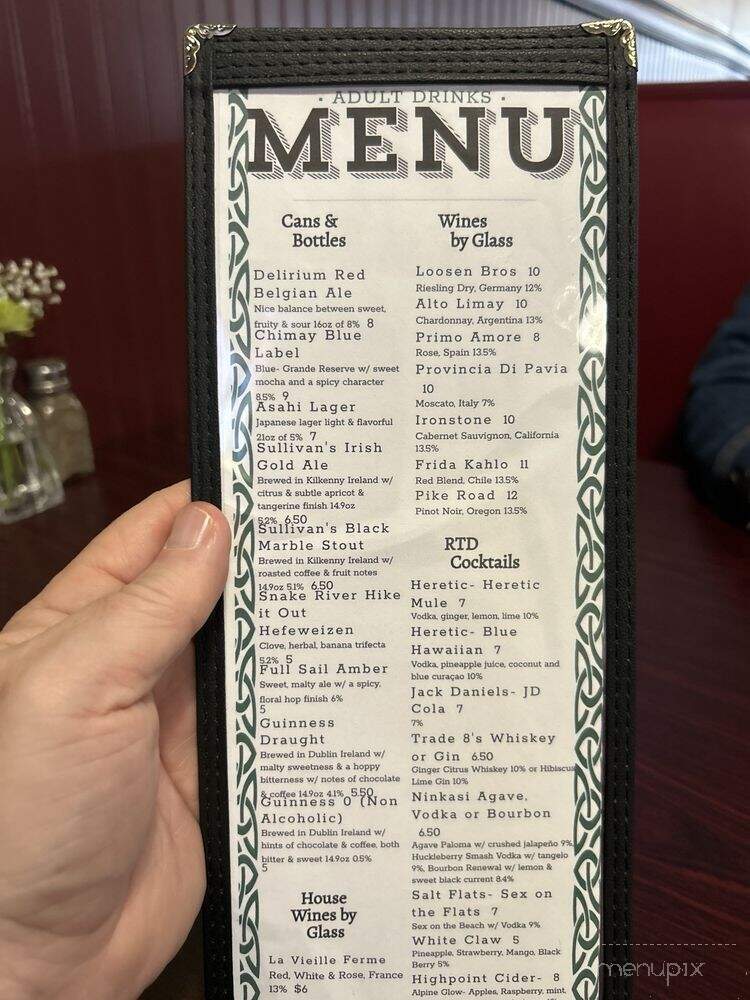 · ADULT DRINKS ·
MENU
Cans &
Bottles
Delirium Red
Belgian Ale
Nice balance between sweet,
fruity & sour 16oz of 8% 8
Chimay Blue
Label
Blue- Grande Reserve w/ sweet
mocha and a spicy character
8.5% 9
Asahi Lager
Japanese lager light & flavorful
21oz of 5% 7
Sullivan's Irish
Gold Ale
Brewed in Kilkenny Ireland w/
citrus & subtle apricot &
tangerine finish 14.9oz
5.2% 6.50
Sullivan's Black
Marble Stout
Brewed in Kilkenny Ireland w/
roasted coffee & fruit notes
14.9oz 5.1% 6.50
Snake River Hike
it Out
Hefeweizen
Clove, herbal, banana trifecta
5.2% 5
Full Sail Amber
Sweet, malty ale w/ a spicy,
floral hop finish 6%
5
Guinness
Draught
Brewed in Dublin Ireland w/
malty sweetness & a hoppy
bitterness w/ notes of chocolate
& coffee 14.9oz 4.1% 5.50
Guinness 0 (Non
Alcoholic)
Brewed in Dublin Ireland w/
hints of chocolate & coffee, both
bitter & sweet 14.9oz 0.5%
5
House
Wines by
Glass
La Vieille Ferme
Red, White & Rose, France
13% $6
Wines
by Glass
Loosen Bros 10
Riesling Dry, Germany 12%
Alto Limay 10
Chardonnay, Argentina 13%
Primo Amore 8
Rose, Spain 13.5%
Provincia Di Pavia
10
Moscato, Italy 7%
Ironstone 10
Cabernet Sauvignon, California
13.5%
Frida Kahlo 11
Red Blend, Chile 13.5%
Pike Road 12
Pinot Noir, Oregon 13.5%
RTD
Cocktails
Heretic- Heretic
Mule 7
Vodka, ginger, lemon, lime 10%
Heretic- Blue
Hawaiian 7
Vodka, pineapple juice, coconut and
blue curaçao 10%
Jack Daniels- JD
Cola 7
7%
Trade 8's Whiskey
or Gin 6.50
Ginger Citrus Whiskey 10% or Hibiscus
Lime Gin 10%
Ninkasi Agave,
Vodka or Bourbon
6.50
Agave Paloma w/ crushed jalapeño 9%,
Huckleberry Smash Vodka w/ tangelo
9%, Bourbon Renewal w/ lemon &
sweet black current 8.4%
Salt Flats- Sex on
the Flats 7
Sex on the Beach w/ Vodka 9%
White Claw 5
Pineapple, Strawberry, Mango, Black
Berry 5%
Highpoint Cider- 8
Alpine Glow- Apples, Raspberry, mint,
menupix